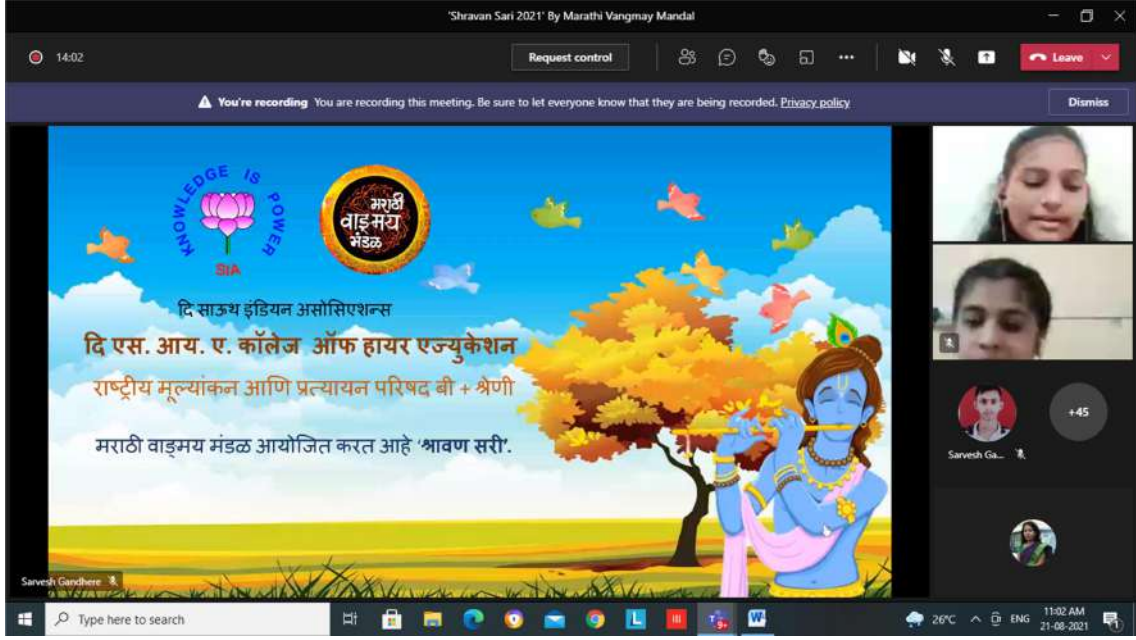 'Shravan Sari 2021' By Marathi Vangmay Mandal
14:02
Request control
Leave
You're recording You are recording this meeting. Be sure to let everyone know that they are being recorded. Privacy policy
Dismiss
KNOWLEDGE IS POWER
SIA
मराठी
वाङ्मय
मंडळ
दि साऊथ इंडियन असोसिएशन्स
दि एस. आय. ए. कॉलेज ऑफ हायर एज्युकेशन
राष्ट्रीय मूल्यांकन आणि प्रत्यायन परिषद बी + श्रेणी
मराठी वाङ्मय मंडळ आयोजित करत आहे 'श्रावण सरी'.
+45
Sarvesh Ga...
Sarvesh Gandhere
Type here to search
L
9+
W
26°C
ENG
11:02 AM
21-08-2021